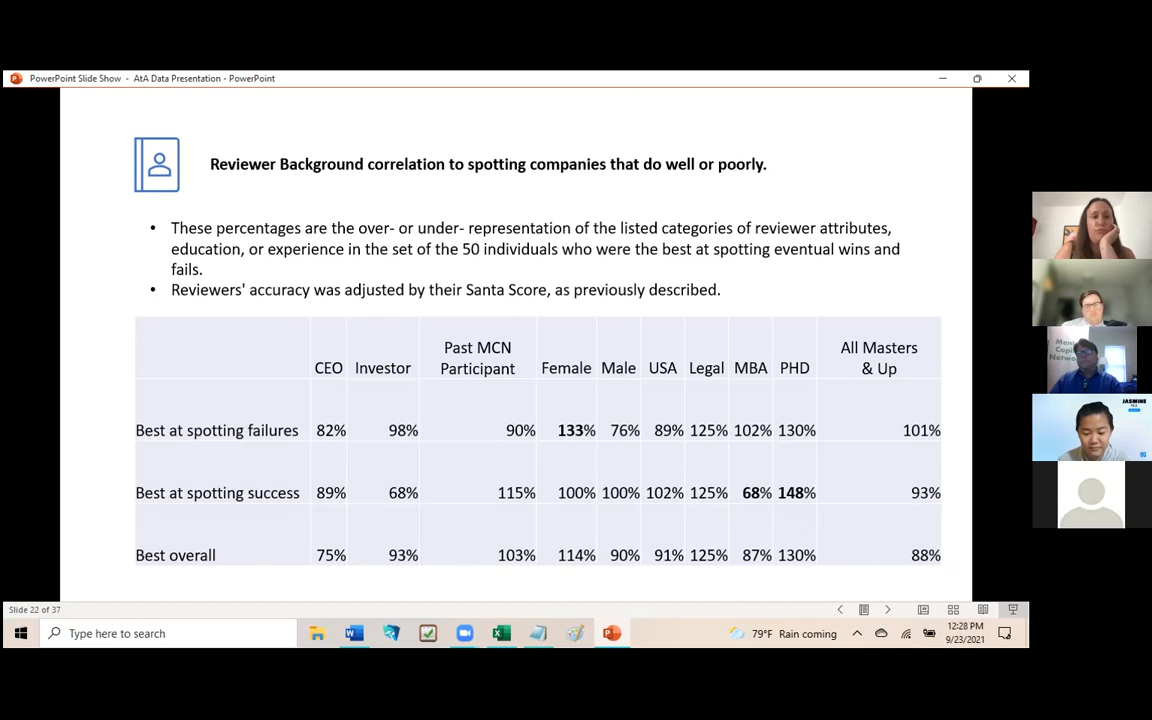 PowerPoint Slide Show - AtA Data Presentation - PowerPoint
Reviewer Background correlation to spotting companies that do well or poorly.
• These percentages are the over- or under- representation of the listed categories of reviewer attributes,
education, or experience in the set of the 50 individuals who were the best at spotting eventual wins and
fails.
• Reviewers' accuracy was adjusted by their Santa Score, as previously described.
CEO Investor Past MCN Participant Female Male USA Legal MBA PHD All Masters & Up
Best at spotting failures 82% 98% 90% 133% 76% 89% 125% 102% 130% 101%
Best at spotting success 89% 68% 115% 100% 100% 102% 125% 68% 148% 93%
Best overall 75% 93% 103% 114% 90% 91% 125% 87% 130% 88%
Slide 22 of 37
Type here to search
79°F Rain coming
12:28 PM
9/23/2021
JASMINE